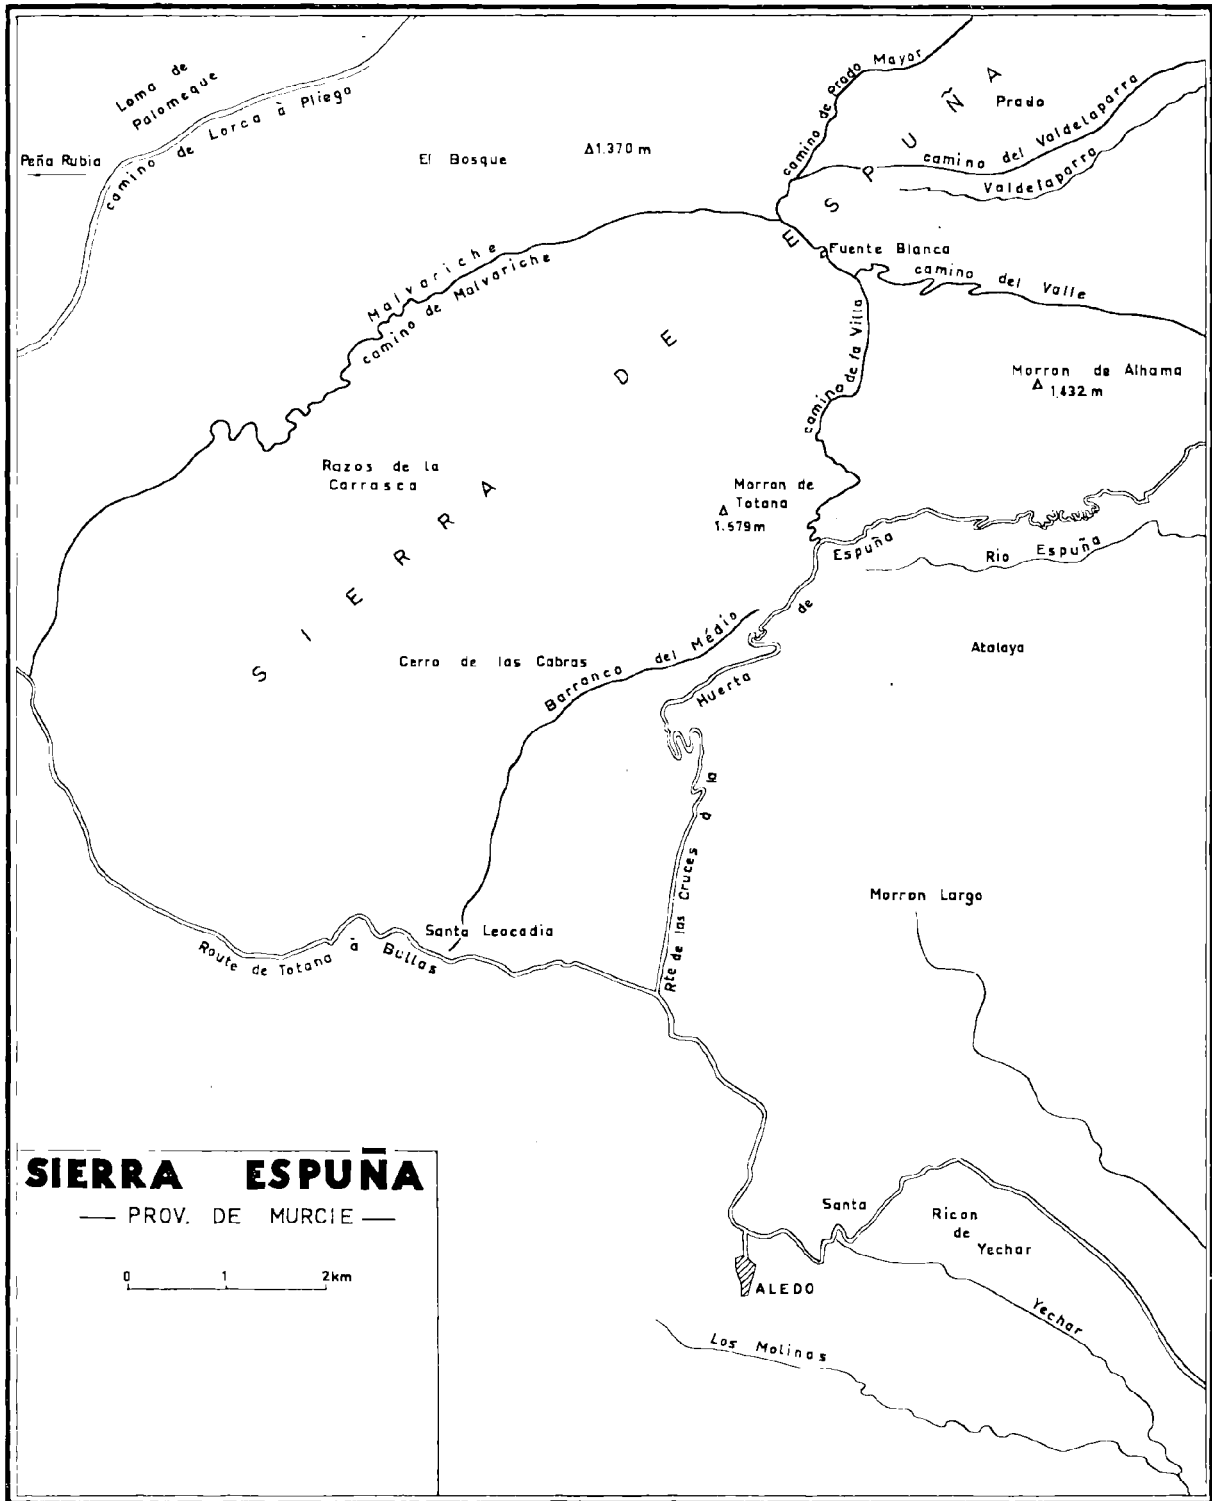 Loma de
Palomeque
camino de Lorca à Pliego
Peña Rubia
El Bosque
Δ1.370 m
camino de Prado Mayor
Prado
camino del Valdelaparra
Valdelaparra
SIERRA DE ESPUÑA
Fuente Blanca
camino del Valle
Malvariche
camino de Malvariche
camino de la Villa
Morron de Alhama
Δ 1.432 m
Razos de la
Carrasca
Morron de
Totana
Δ
1.579m
Rio Espuña
Atalaya
Cerro de las Cabras
Barranco del Médio
Rte de las Cruces à la Huerta de Espuña
Morron Largo
Santa Leocadia
Route de Totana à Bullas
SIERRA ESPUÑA
— PROV. DE MURCIE —
0 1 2km
Santa
Ricon
de
Yechar
ALEDO
Yechar
Los Molinas